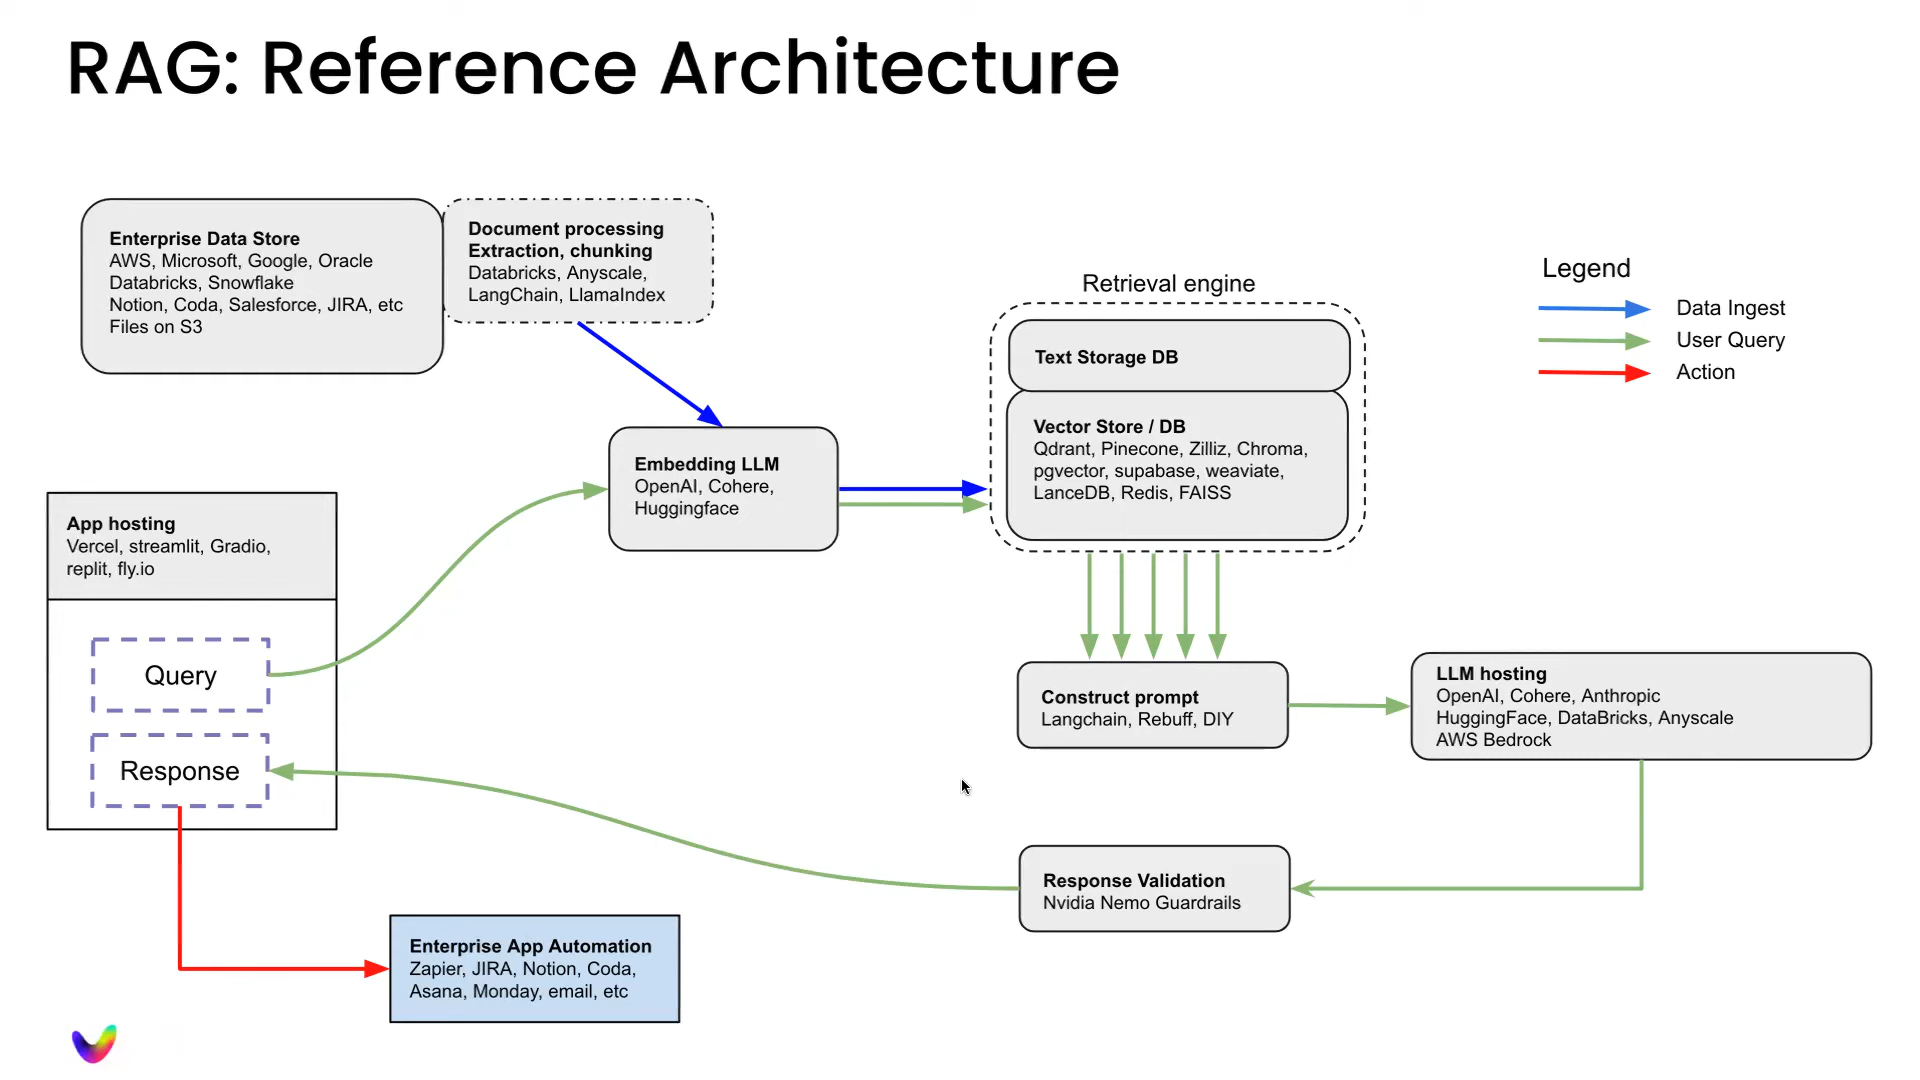 RAG: Reference Architecture
Enterprise Data Store
AWS, Microsoft, Google, Oracle
Databricks, Snowflake
Notion, Coda, Salesforce, JIRA, etc
Files on S3
Document processing
Extraction, chunking
Databricks, Anyscale,
LangChain, LlamaIndex
Retrieval engine
Text Storage DB
Vector Store / DB
Qdrant, Pinecone, Zilliz, Chroma,
pgvector, supabase, weaviate,
LanceDB, Redis, FAISS
Legend
Data Ingest
User Query
Action
Embedding LLM
OpenAI, Cohere,
Huggingface
App hosting
Vercel, streamlit, Gradio,
replit, fly.io
Query
Response
Construct prompt
Langchain, Rebuff, DIY
LLM hosting
OpenAI, Cohere, Anthropic
HuggingFace, DataBricks, Anyscale
AWS Bedrock
Response Validation
Nvidia Nemo Guardrails
Enterprise App Automation
Zapier, JIRA, Notion, Coda,
Asana, Monday, email, etc